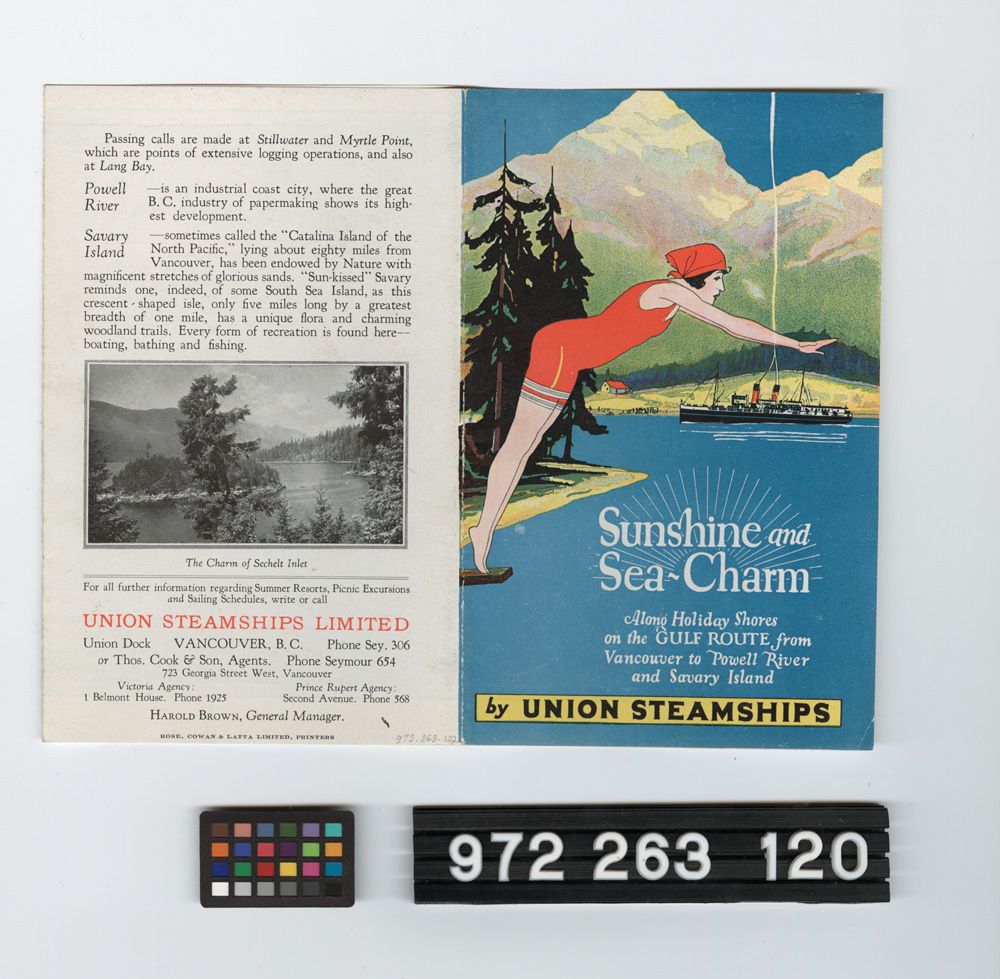 Passing calls are made at Stillwater and Myrtle Point,
which are points of extensive logging operations, and also
at Lang Bay.
Powell River —is an industrial coast city, where the great
B. C. industry of papermaking shows its high-
est development.
Savary Island —sometimes called the "Catalina Island of the
North Pacific," lying about eighty miles from
Vancouver, has been endowed by Nature with
magnificent stretches of glorious sands. "Sun-kissed" Savary
reminds one, indeed, of some South Sea Island, as this
crescent-shaped isle, only five miles long by a greatest
breadth of one mile, has a unique flora and charming
woodland trails. Every form of recreation is found here—
boating, bathing and fishing.
The Charm of Sechelt Inlet
For all further information regarding Summer Resorts, Picnic Excursions
and Sailing Schedules, write or call
UNION STEAMSHIPS LIMITED
Union Dock VANCOUVER, B. C. Phone Sey. 306
or Thos. Cook & Son, Agents. Phone Seymour 654
723 Georgia Street West, Vancouver
Victoria Agency: Prince Rupert Agency:
1 Belmont House. Phone 1925 Second Avenue. Phone 568
HAROLD BROWN, General Manager.
ROSE, COWAN & LATTA LIMITED, PRINTERS
972.263.120
Sunshine and
Sea~Charm
Along Holiday Shores
on the GULF ROUTE from
Vancouver to Powell River
and Savary Island
by UNION STEAMSHIPS
972 263 120